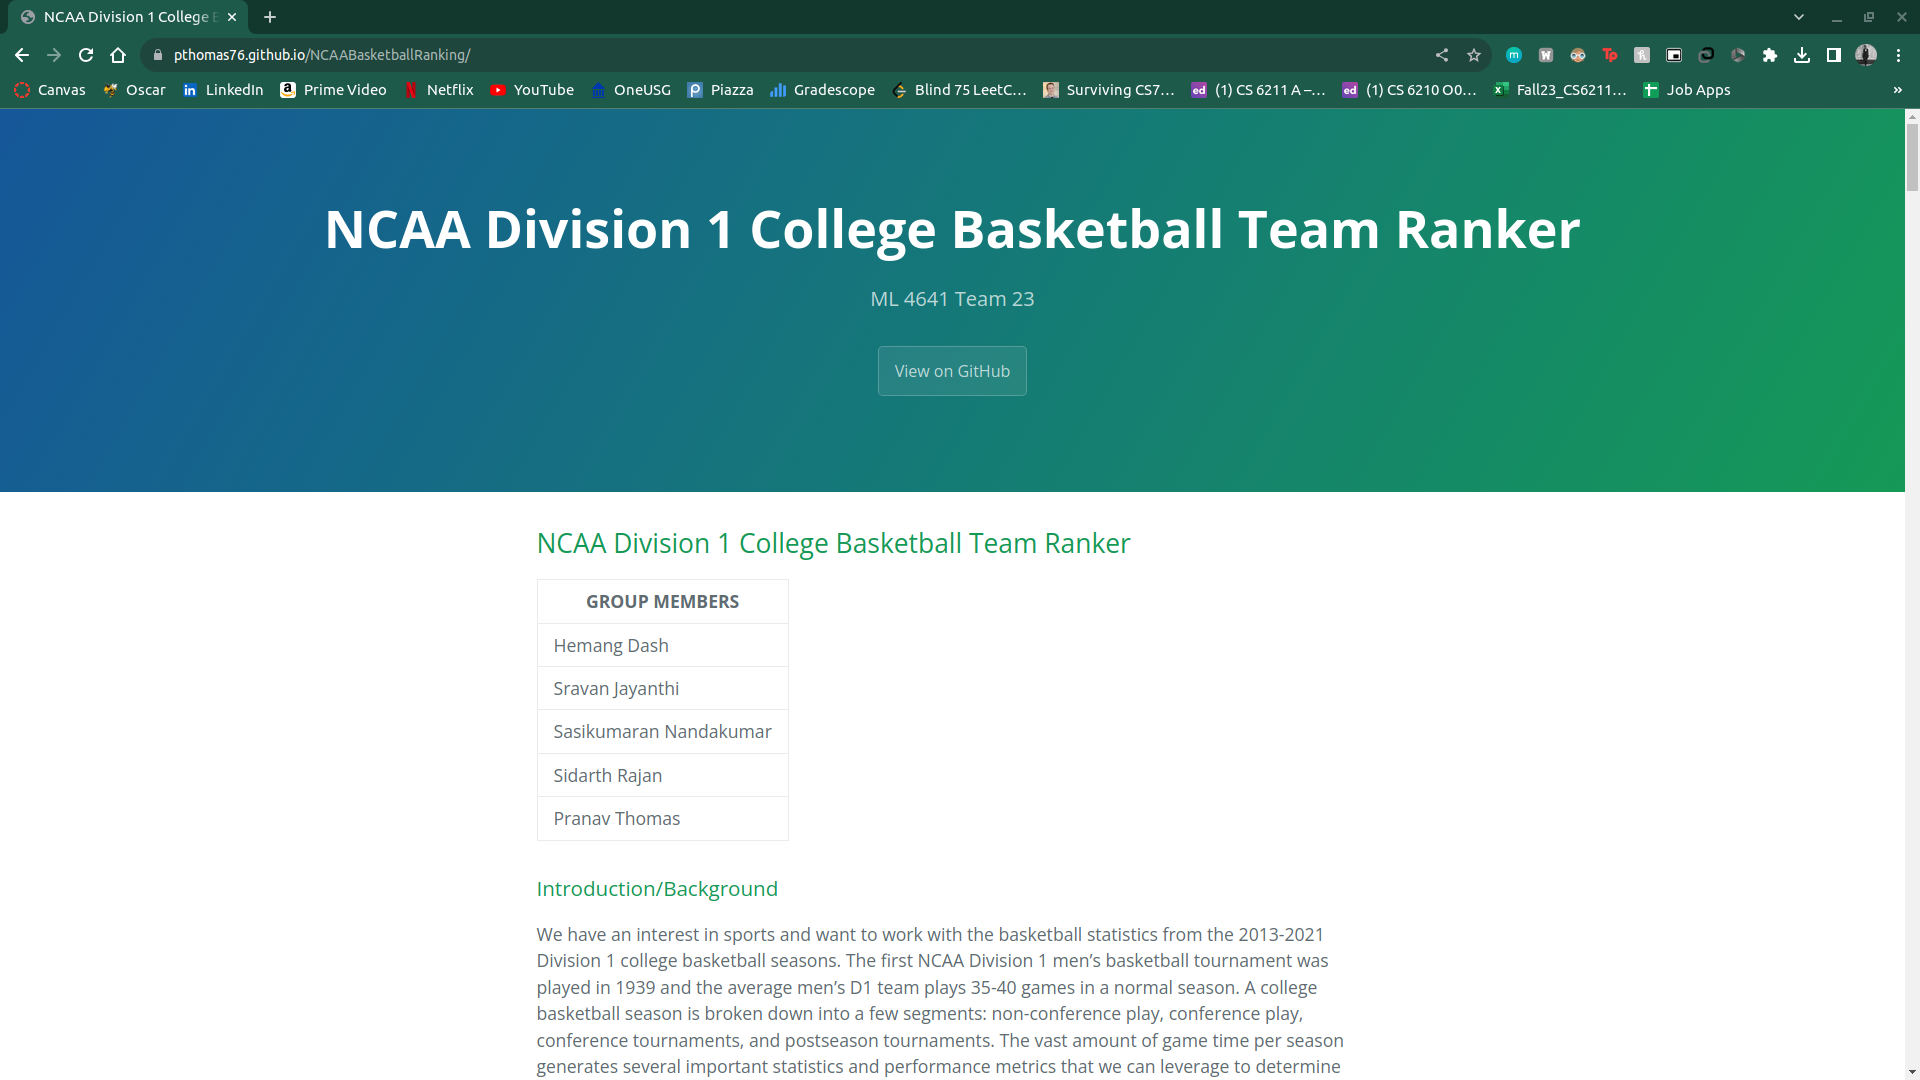 NCAA Division 1 College B
pthomas76.github.io/NCAABasketballRanking/
Canvas Oscar LinkedIn Prime Video Netflix YouTube OneUSG Piazza Gradescope Blind 75 LeetC... Surviving CS7... (1) CS 6211 A –... (1) CS 6210 O0... Fall23_CS6211... Job Apps »
NCAA Division 1 College Basketball Team Ranker
ML 4641 Team 23
View on GitHub
NCAA Division 1 College Basketball Team Ranker
GROUP MEMBERS
Hemang Dash
Sravan Jayanthi
Sasikumaran Nandakumar
Sidarth Rajan
Pranav Thomas
Introduction/Background
We have an interest in sports and want to work with the basketball statistics from the 2013-2021
Division 1 college basketball seasons. The first NCAA Division 1 men’s basketball tournament was
played in 1939 and the average men’s D1 team plays 35-40 games in a normal season. A college
basketball season is broken down into a few segments: non-conference play, conference play,
conference tournaments, and postseason tournaments. The vast amount of game time per season
generates several important statistics and performance metrics that we can leverage to determine